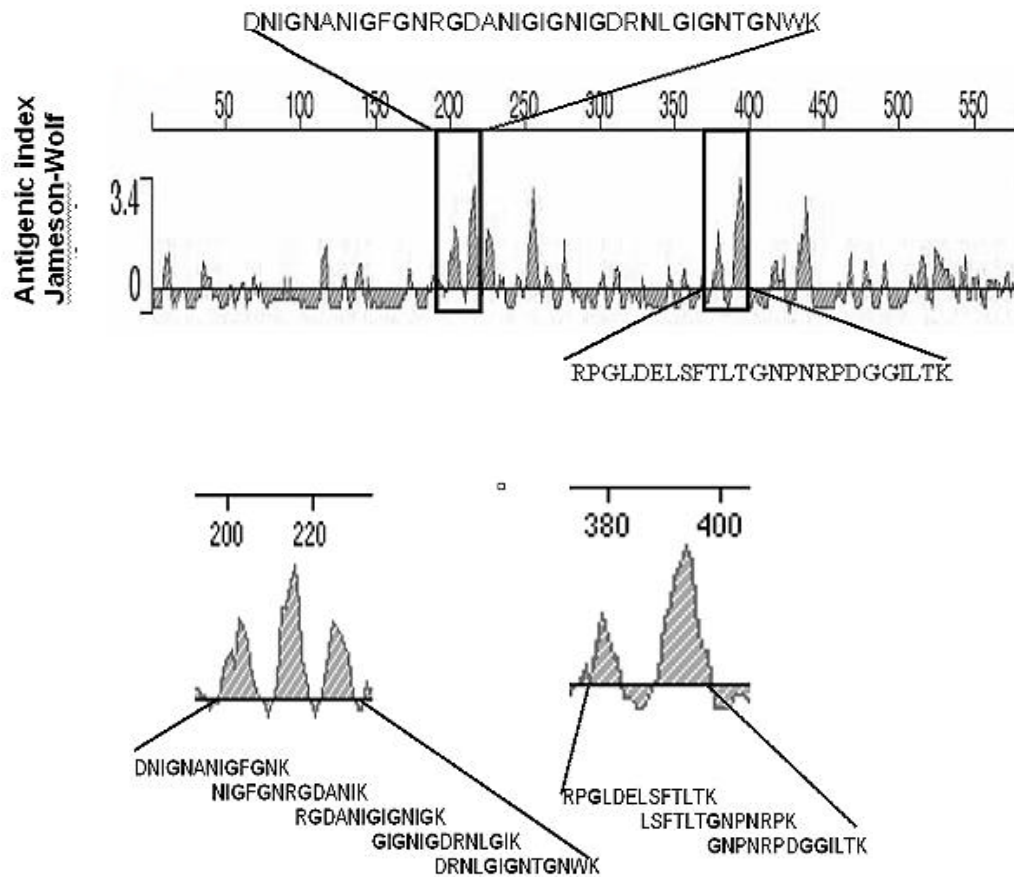 DNIGNANIGFGNRGDANIGIGNIGDRNLGIGNTGNWK
50 100 150 200 250 300 350 400 450 500 550
Antigenic index
Jameson-Wolf
3.4
0
RPGLDELSFTLTGNPNRPDGGILTK
200 220
380 400
DNIGNANIGFGNK
NIGFGNRGDANIK
RGDANIGIGNIGK
GIGNIGDRNLGIK
DRNLGIGNTGNWK
RPGLDELSFTLTK
LSFTLTGNPNRPK
GNPNRPDGGILTK